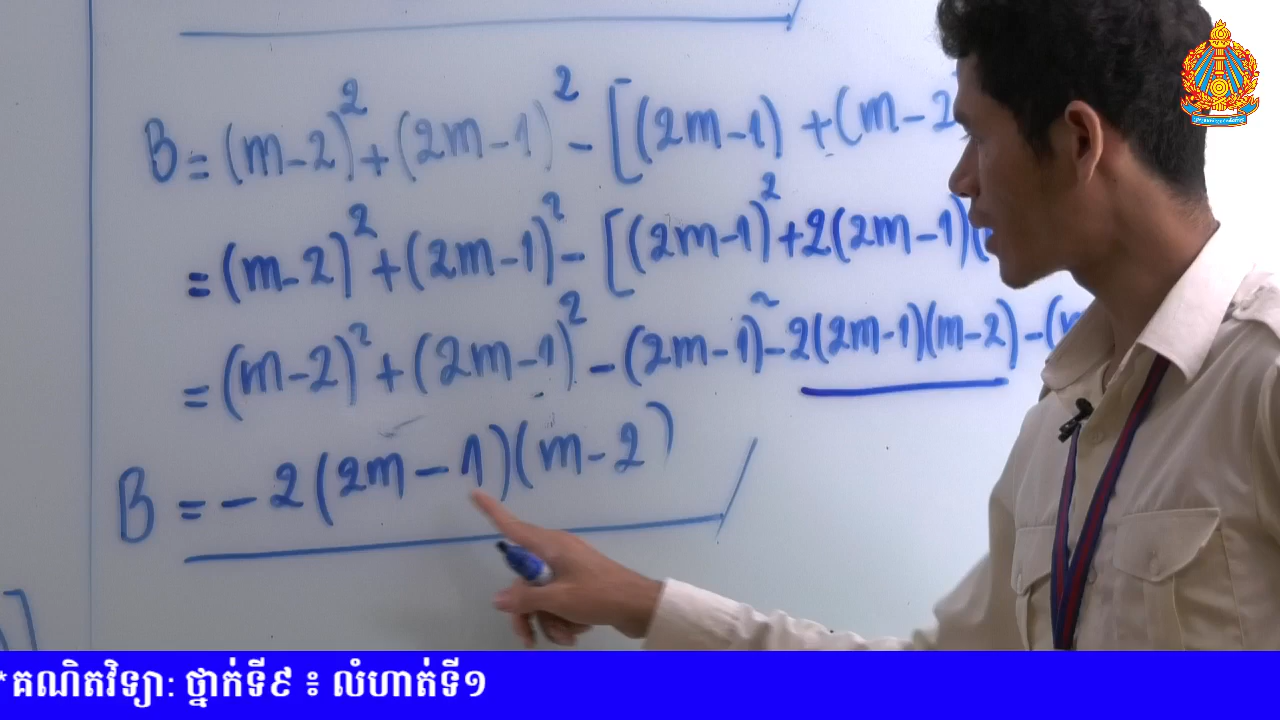 B = (m-2)² + (2m-1)² - [(2m-1) + (m-2
= (m-2)² + (2m-1)² - [(2m-1)² + 2(2m-1)(
= (m-2)² + (2m-1)² - (2m-1)² - 2(2m-1)(m-2) - (
B = -2(2m-1)(m-2)
*គណិតវិទ្យា: ថ្នាក់ទី៩ ៖ លំហាត់ទី១